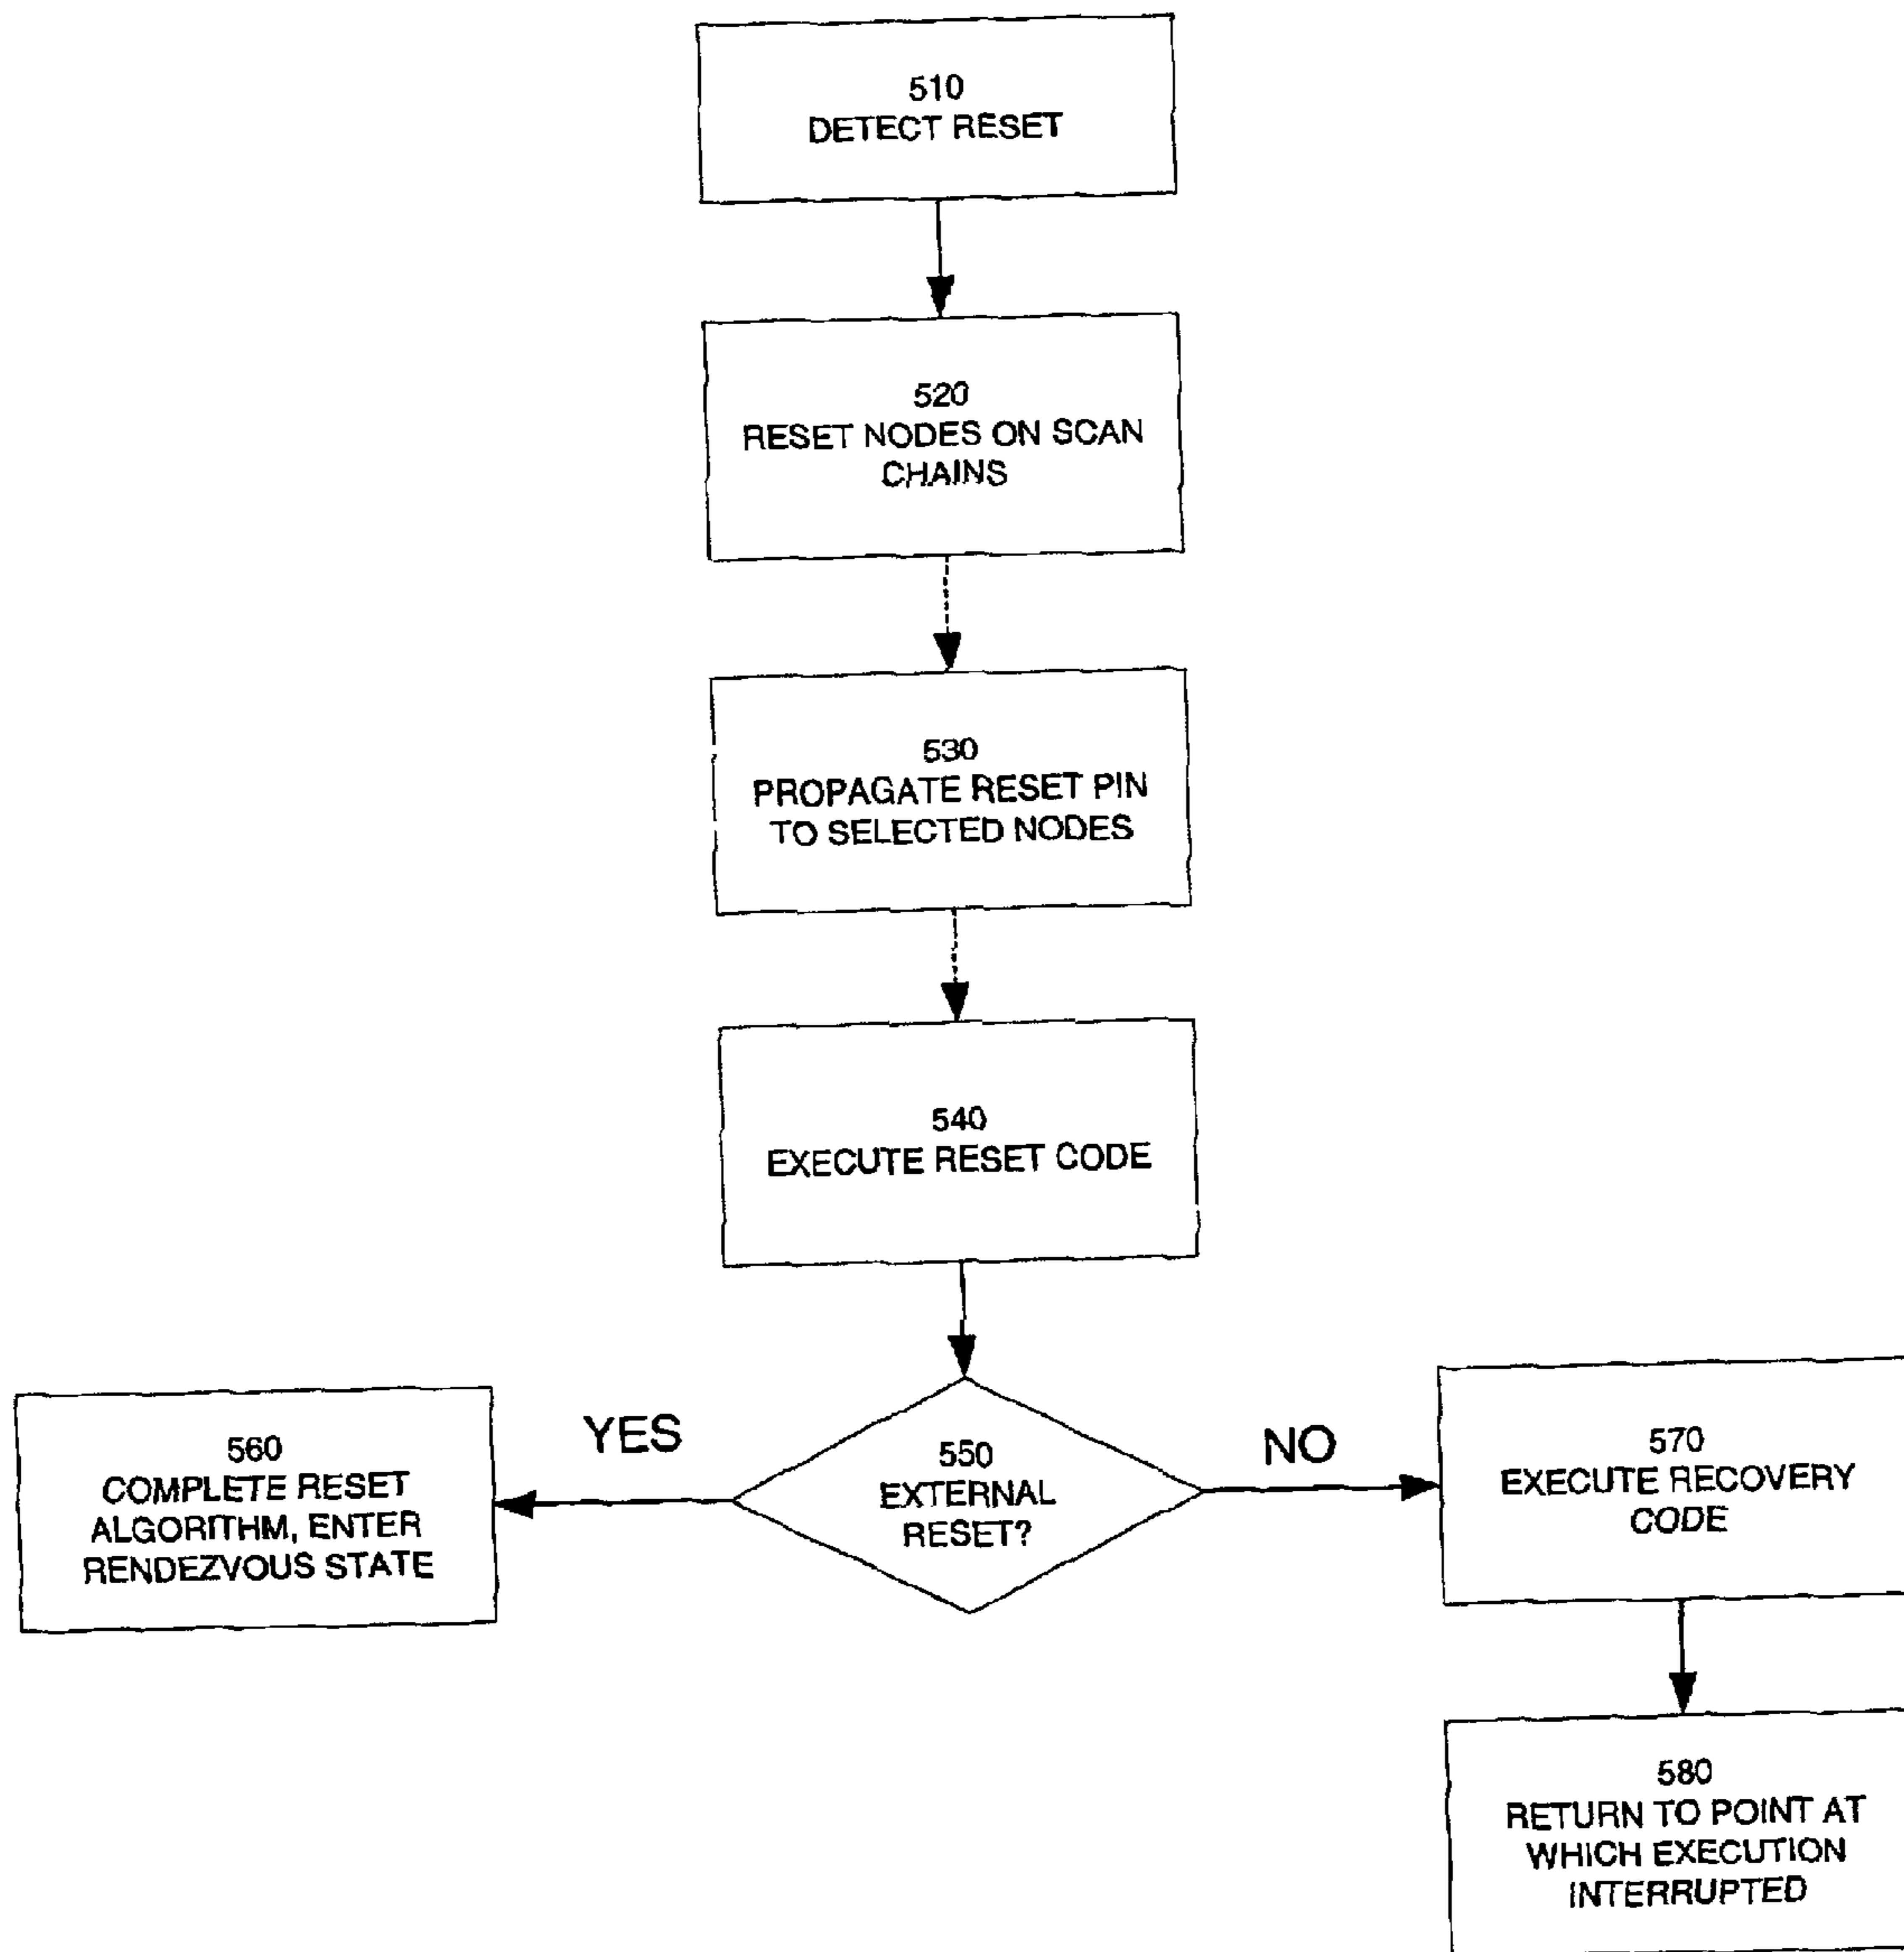 510
DETECT RESET
520
RESET NODES ON SCAN
CHAINS
530
PROPAGATE RESET PIN
TO SELECTED NODES
540
EXECUTE RESET CODE
YES
NO
560
COMPLETE RESET
ALGORITHM, ENTER
RENDEZVOUS STATE
550
EXTERNAL
RESET?
570
EXECUTE RECOVERY
CODE
580
RETURN TO POINT AT
WHICH EXECUTION
INTERRUPTED